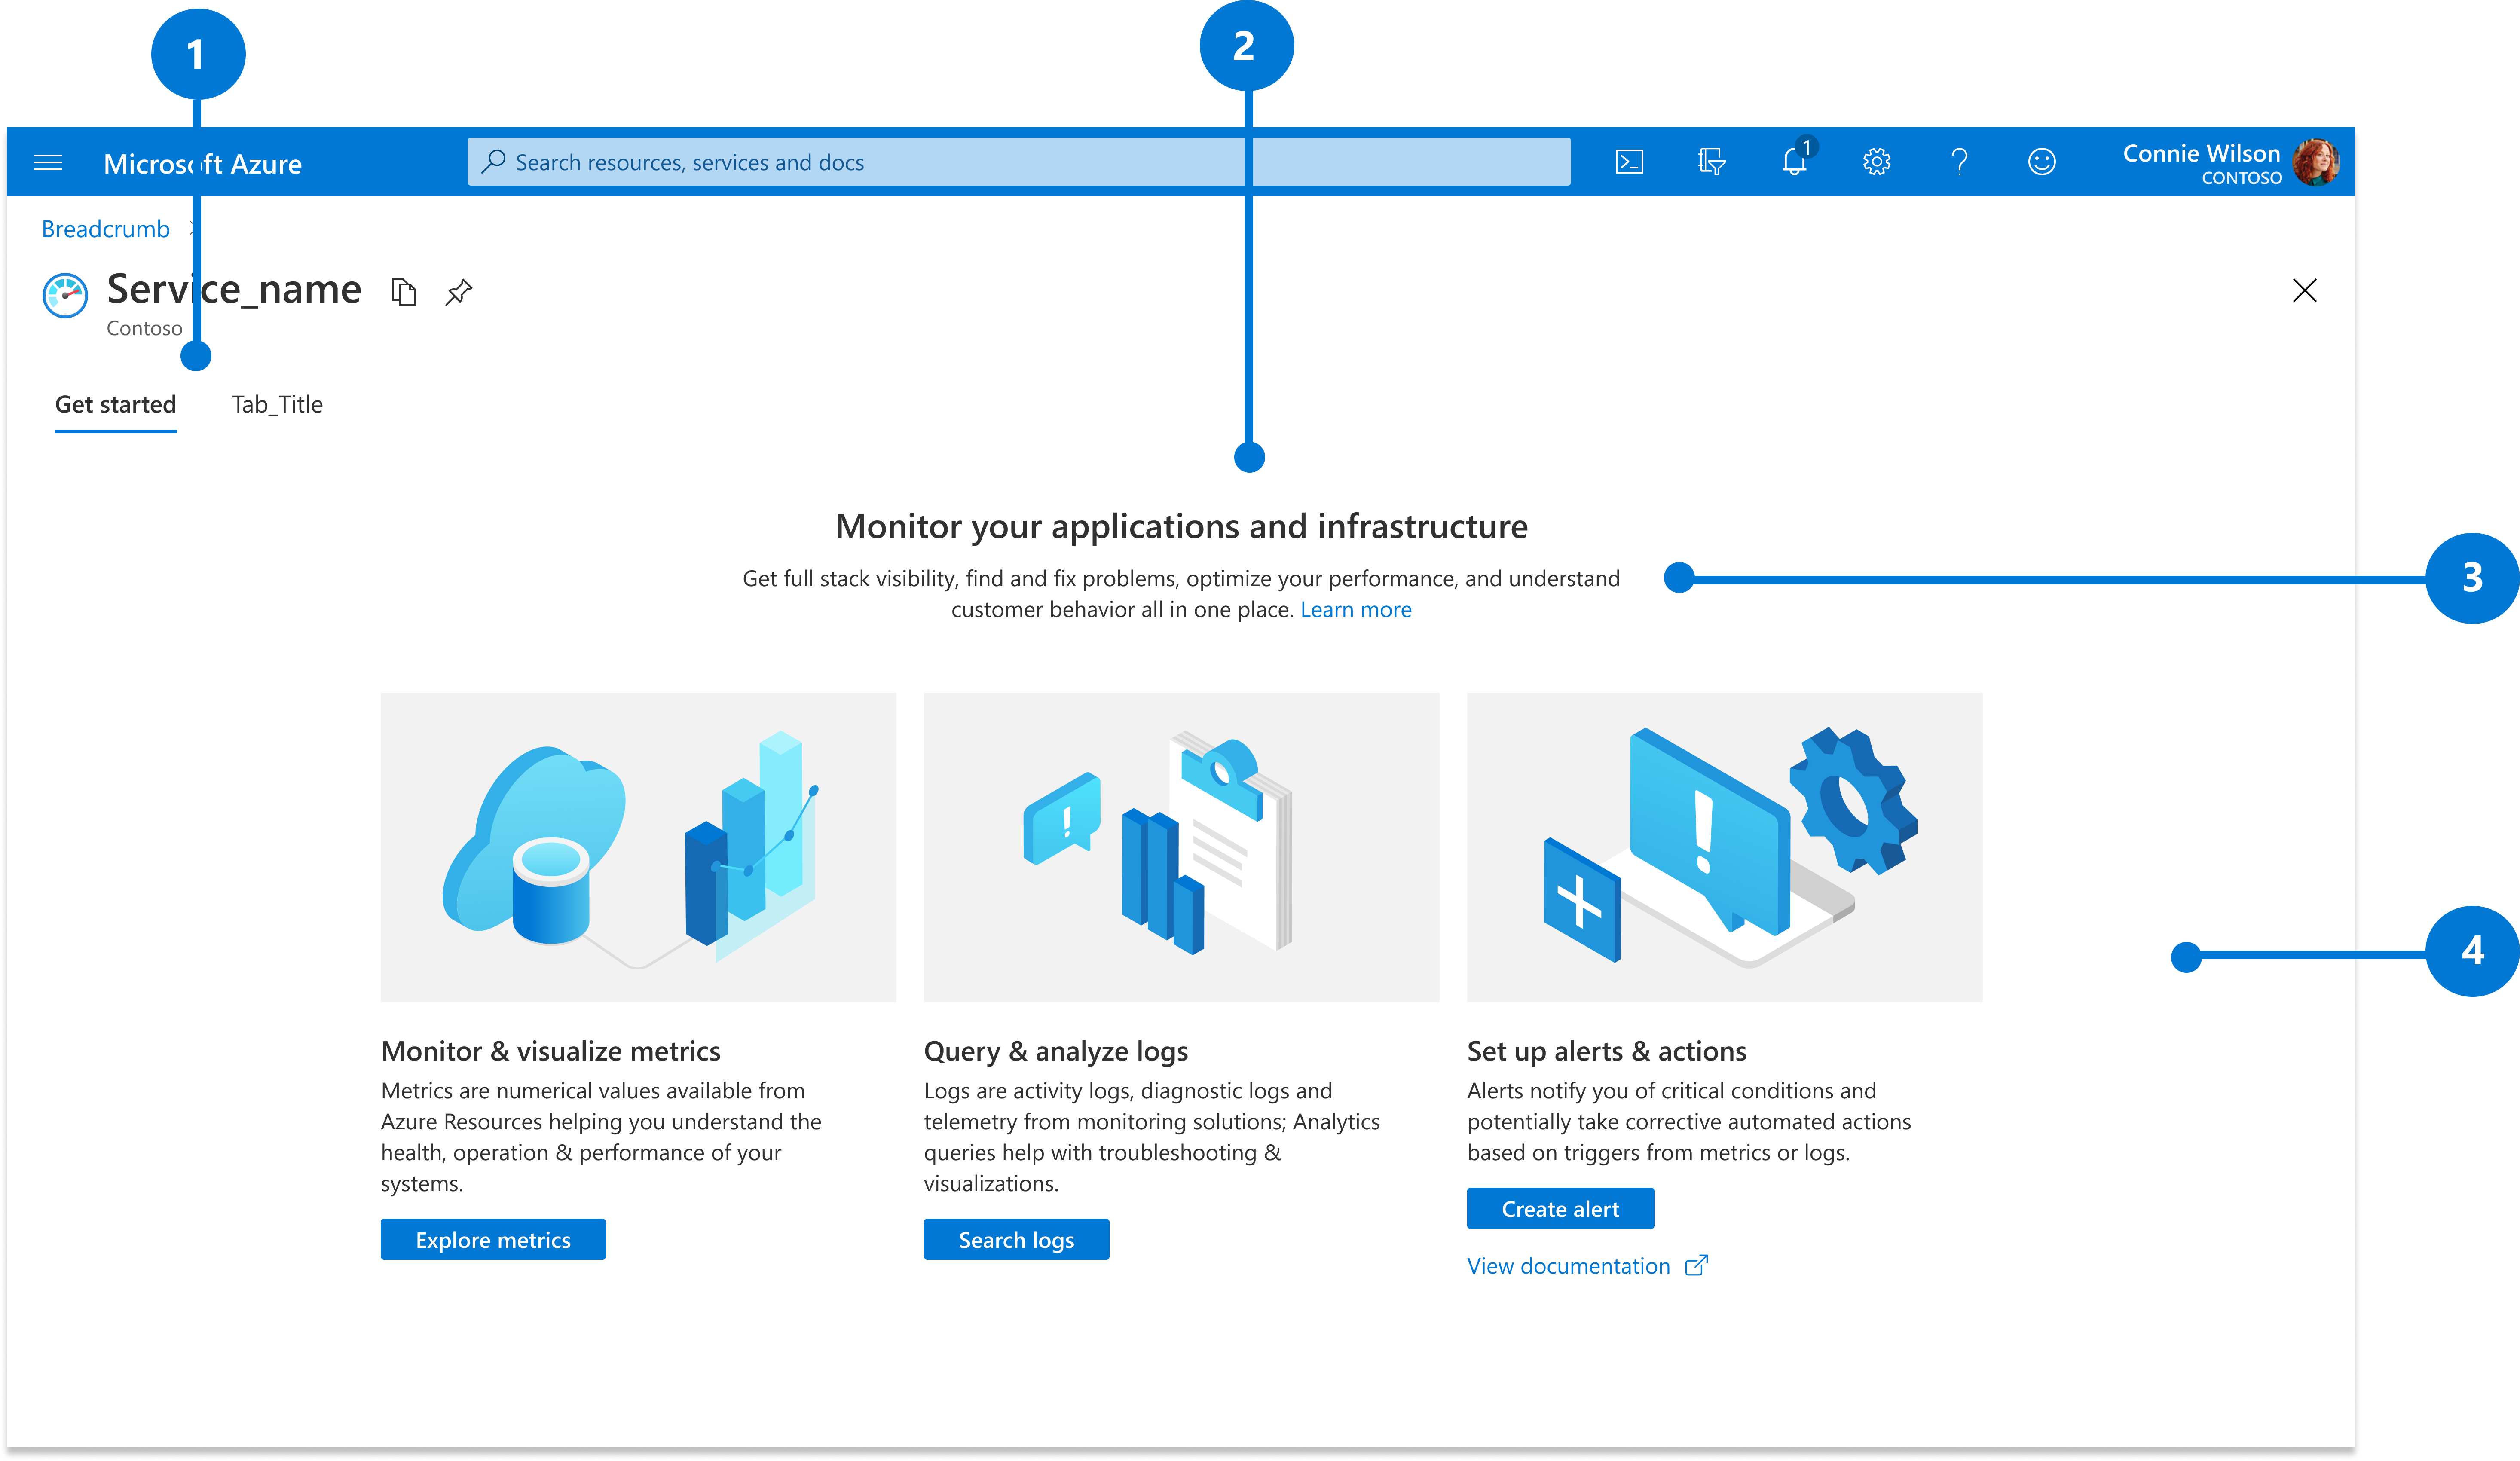 1
2
Microsoft Azure
Search resources, services and docs
1
Connie Wilson
CONTOSO
Breadcrumb
Service_name
Contoso
Get started
Tab_Title
Monitor your applications and infrastructure
Get full stack visibility, find and fix problems, optimize your performance, and understand
customer behavior all in one place. Learn more
3
4
Monitor & visualize metrics
Metrics are numerical values available from
Azure Resources helping you understand the
health, operation & performance of your
systems.
Explore metrics
Query & analyze logs
Logs are activity logs, diagnostic logs and
telemetry from monitoring solutions; Analytics
queries help with troubleshooting &
visualizations.
Search logs
Set up alerts & actions
Alerts notify you of critical conditions and
potentially take corrective automated actions
based on triggers from metrics or logs.
Create alert
View documentation